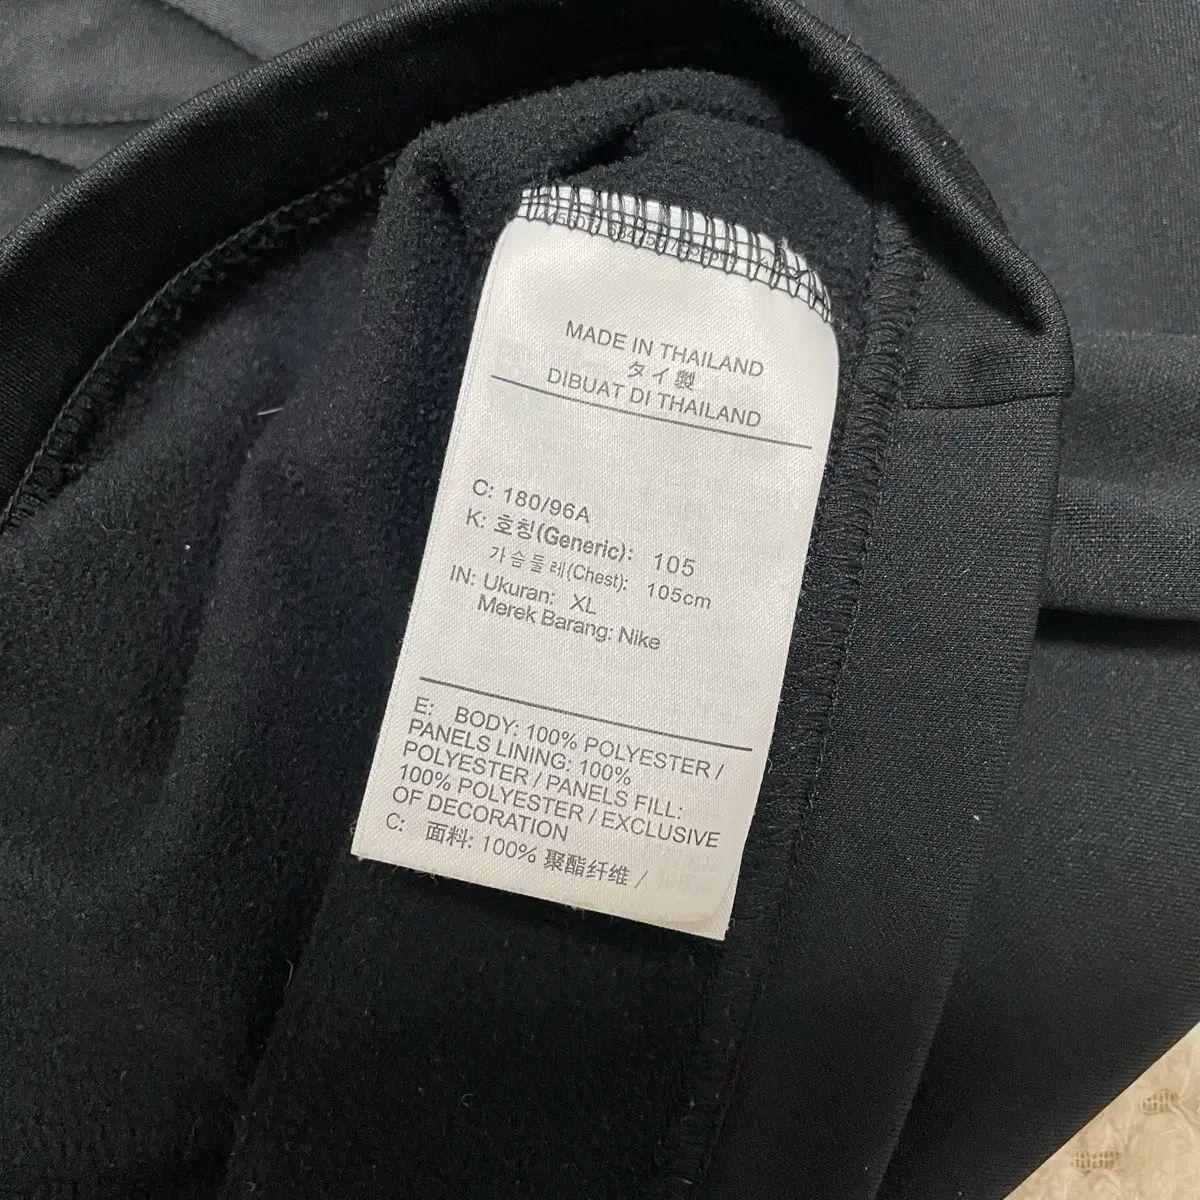 MADE IN THAILAND
タイ製
DIBUAT DI THAILAND
C: 180/96A
K: 호칭(Generic): 105
가슴둘레(Chest): 105cm
IN: Ukuran: XL
Merek Barang: Nike
E: BODY: 100% POLYESTER /
PANELS LINING: 100%
POLYESTER / PANELS FILL:
100% POLYESTER / EXCLUSIVE
OF DECORATION
C: 面料: 100% 聚酯纤维 /